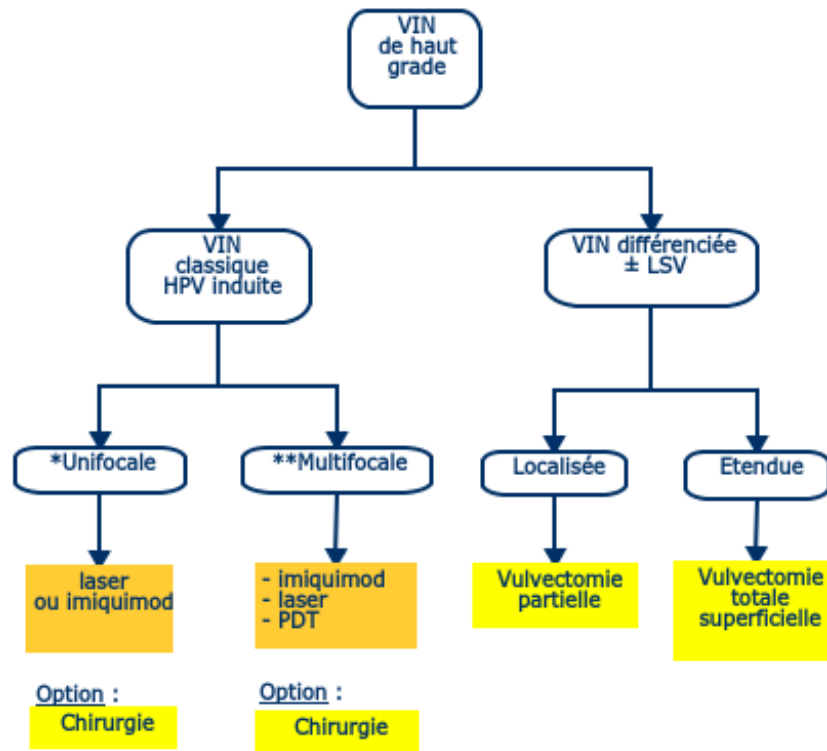 VIN
de haut
grade
VIN
classique
HPV induite
VIN différenciée
± LSV
*Unifocale
**Multifocale
Localisée
Etendue
laser
ou imiquimod
- imiquimod
- laser
- PDT
Vulvectomie
partielle
Vulvectomie
totale
superficielle
Option :
Chirurgie
Option :
Chirurgie